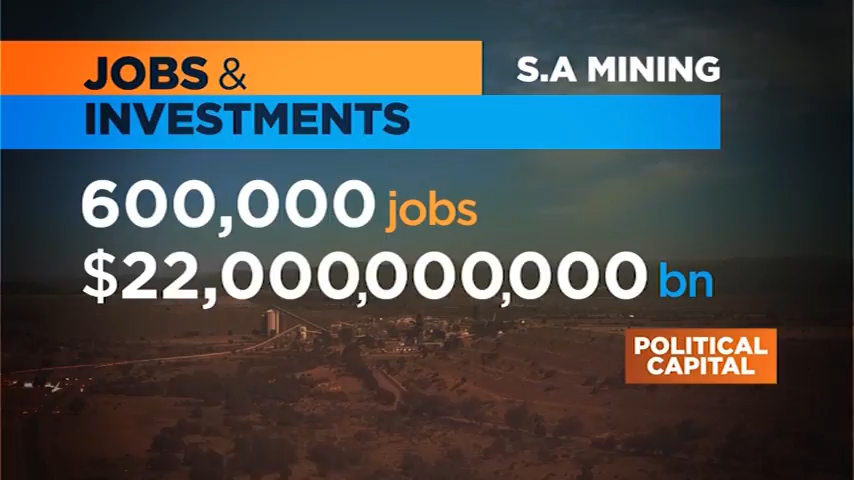 JOBS & S.A MINING
INVESTMENTS
600,000 jobs
$22,000,000,000 bn
POLITICAL
CAPITAL